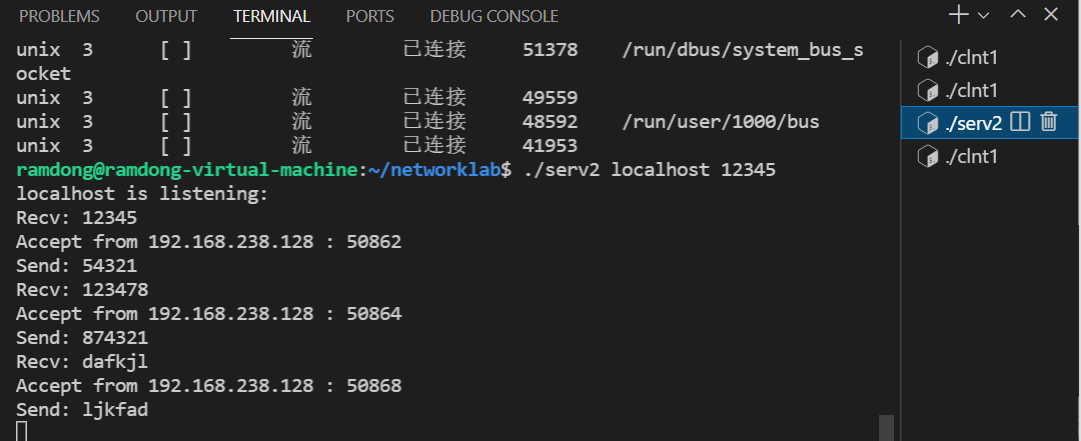 PROBLEMS OUTPUT TERMINAL PORTS DEBUG CONSOLE
unix 3 [ ] 流 已连接 51378 /run/dbus/system_bus_s
ocket
unix 3 [ ] 流 已连接 49559
unix 3 [ ] 流 已连接 48592 /run/user/1000/bus
unix 3 [ ] 流 已连接 41953
ramdong@ramdong-virtual-machine:~/networklab$ ./serv2 localhost 12345
localhost is listening:
Recv: 12345
Accept from 192.168.238.128 : 50862
Send: 54321
Recv: 123478
Accept from 192.168.238.128 : 50864
Send: 874321
Recv: dafkjl
Accept from 192.168.238.128 : 50868
Send: ljkfad
./clnt1
./clnt1
./serv2
./clnt1